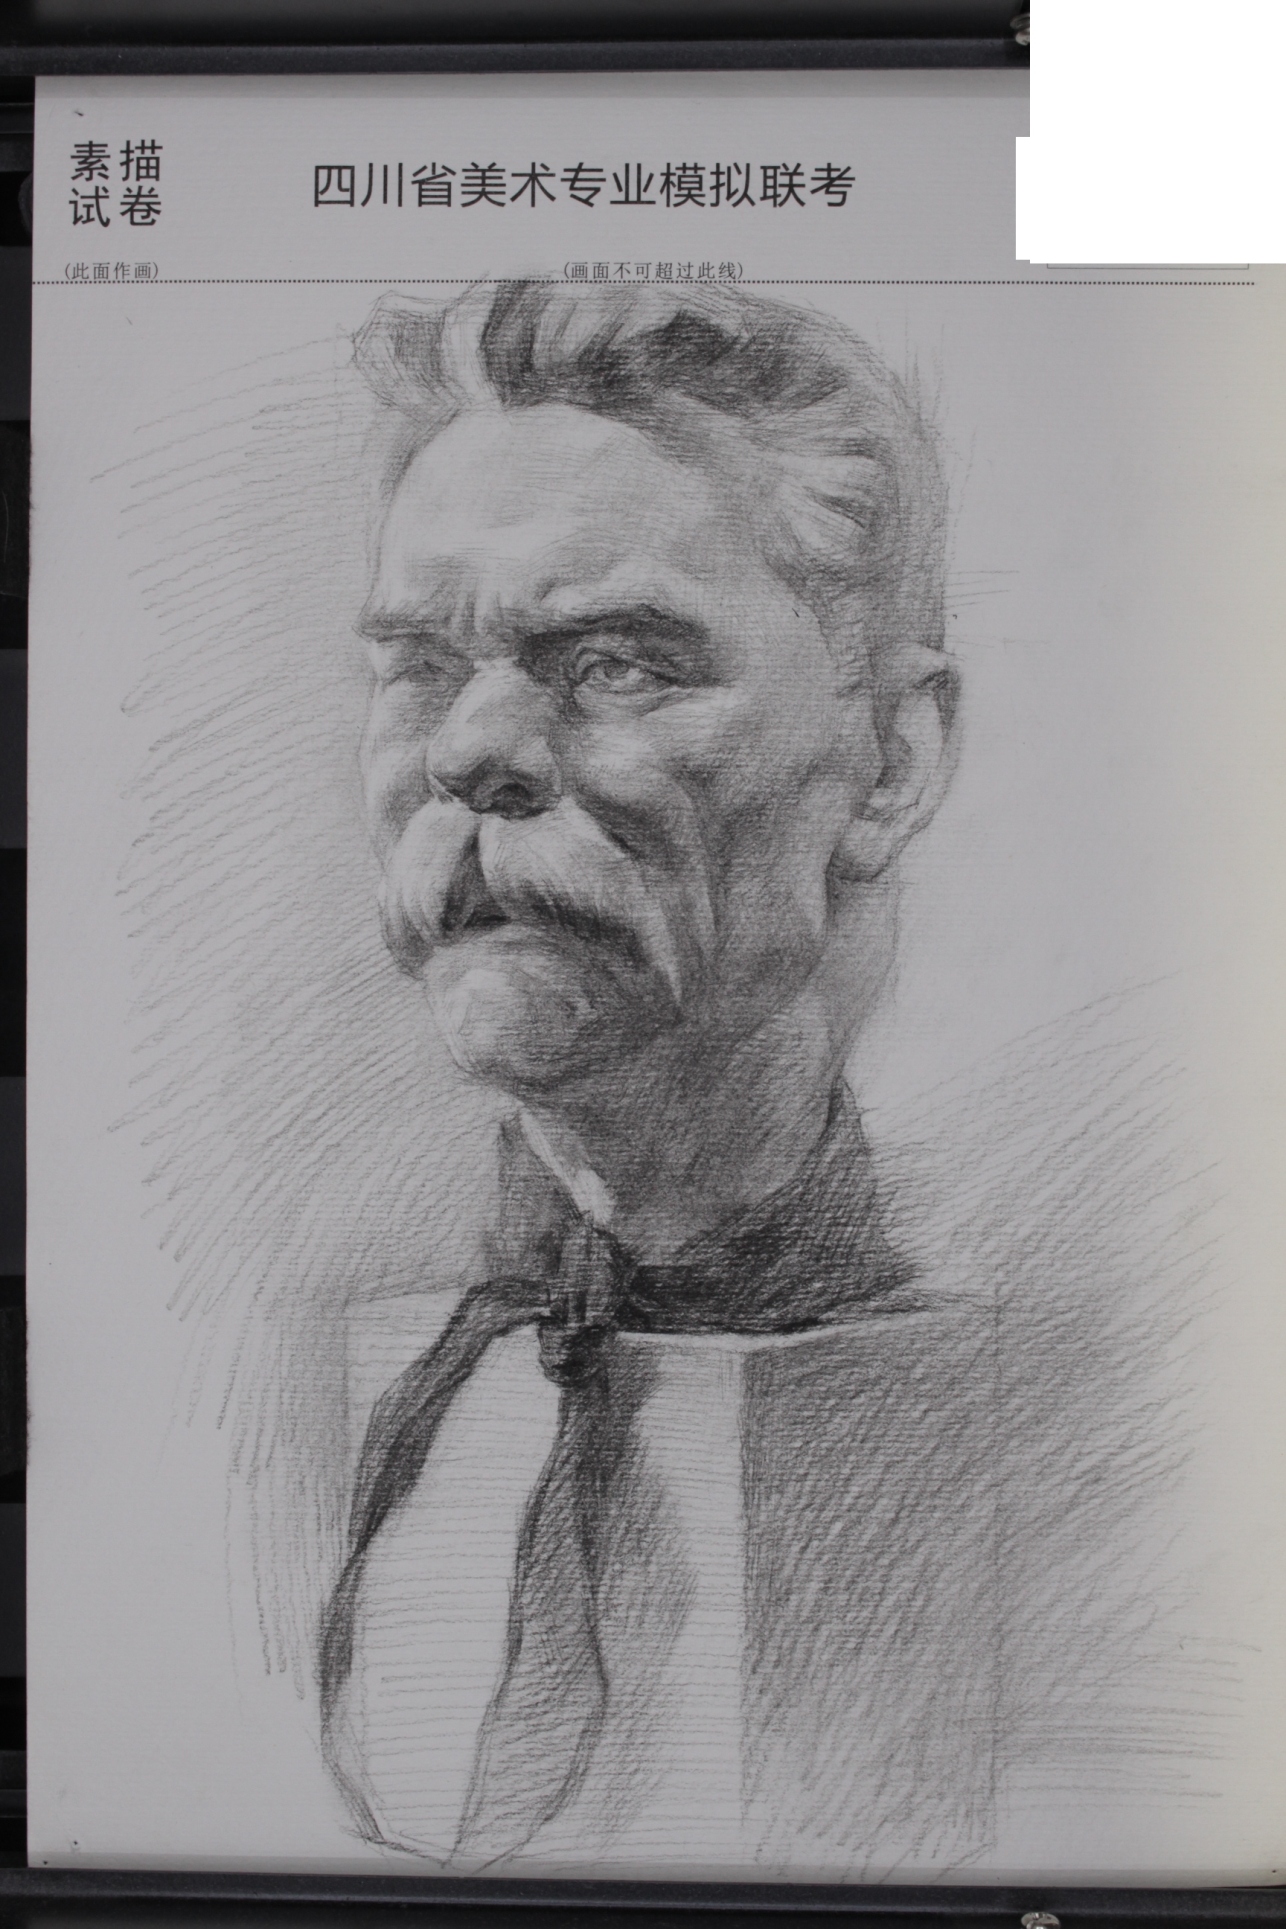 素描
试卷
四川省美术专业模拟联考
(此面作画)
(画面不可超过此线)